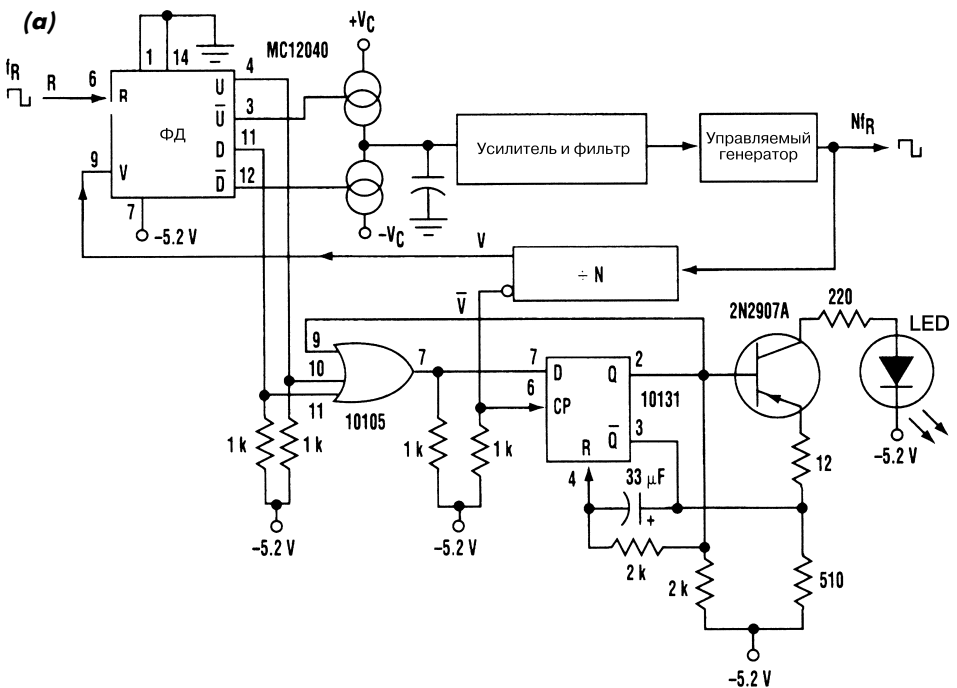 (a)
+V_C
1
14
MC12040
4
f_R
R
6
R
U
3
U̅
ФД
11
D
9
V
12
D̅
7
−5.2 V
−V_C
Усилитель и фильтр
Управляемый
генератор
Nf_R
V
÷ N
V̅
9
10
11
7
10105
1 k
1 k
−5.2 V
1 k
1 k
−5.2 V
7
D
Q
2
6
CP
10131
Q̅
3
R
4
33 μF
+
2 k
2 k
2N2907A
220
LED
−5.2 V
12
510
−5.2 V